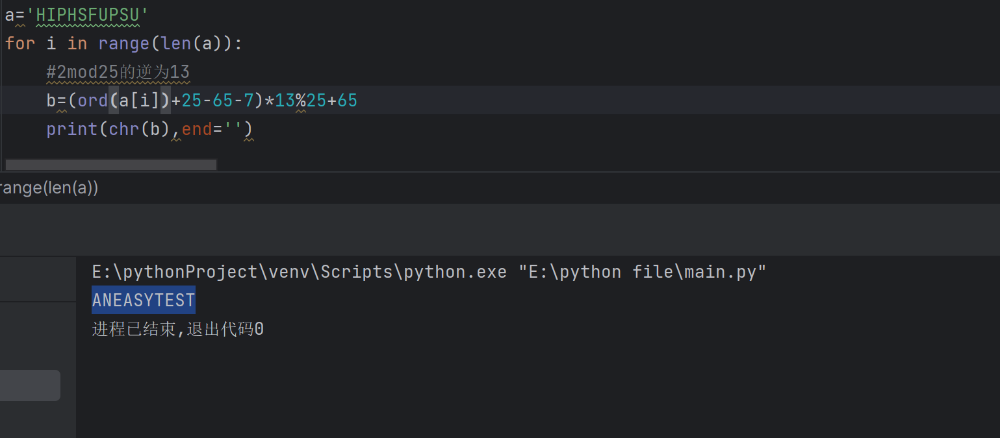 a='HIPHSFUPSU'
for i in range(len(a)):
    #2mod25的逆为13
    b=(ord(a[i])+25-65-7)*13%25+65
    print(chr(b),end='')
range(len(a))
E:\pythonProject\venv\Scripts\python.exe "E:\python file\main.py"
ANEASYTEST
进程已结束,退出代码0